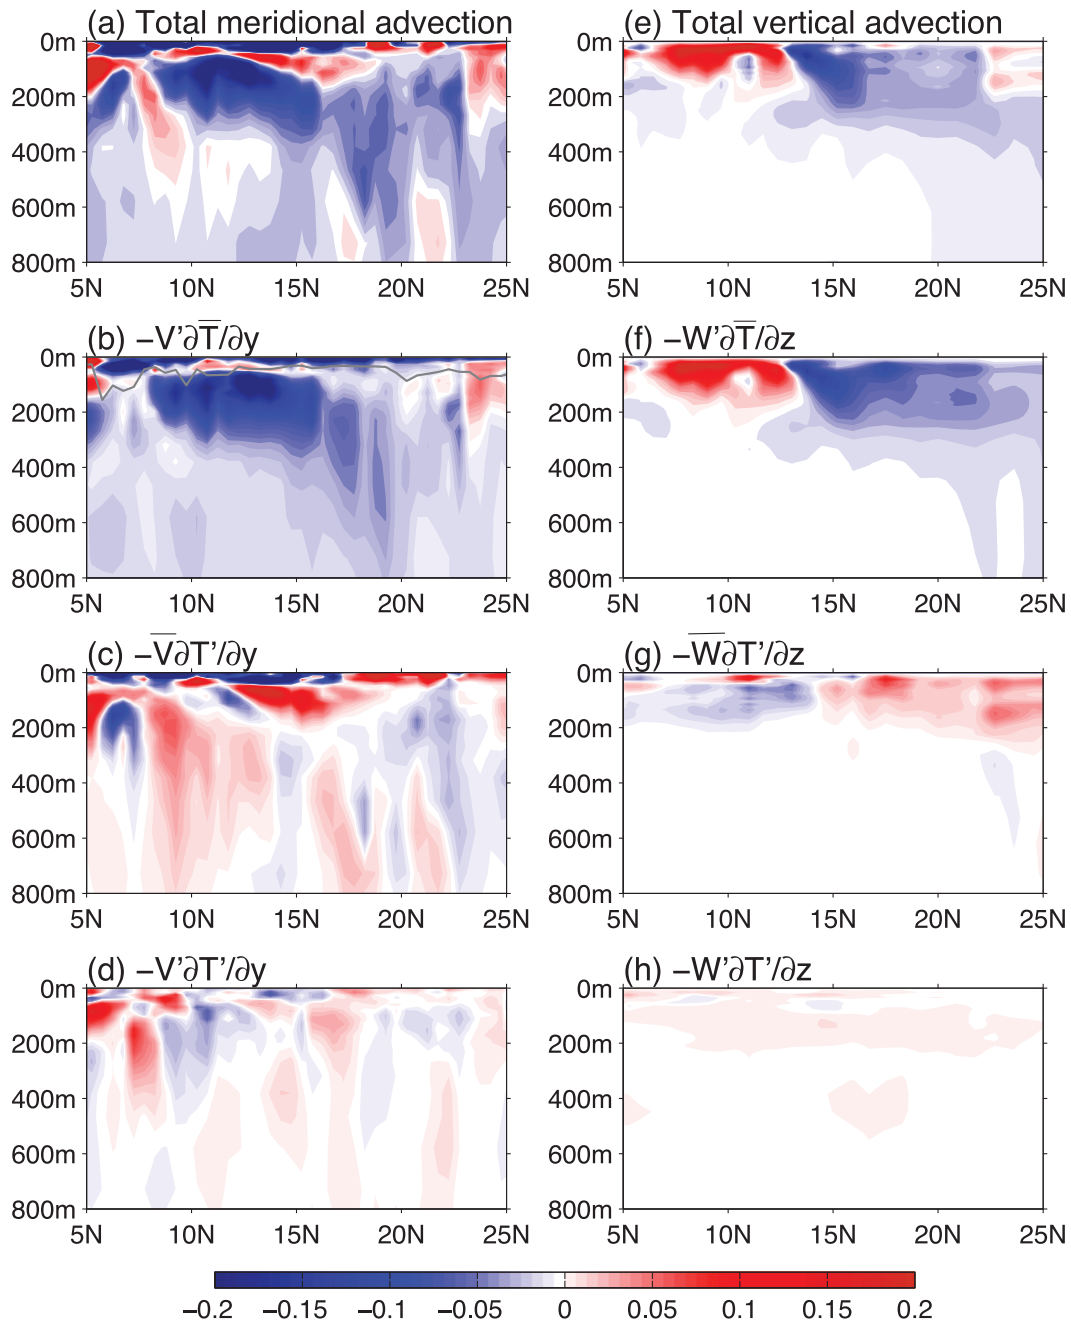 (a) Total meridional advection
0m
200m
400m
600m
800m
5N 10N 15N 20N 25N
(e) Total vertical advection
0m
200m
400m
600m
800m
5N 10N 15N 20N 25N
(b) −V'∂T̅/∂y
0m
200m
400m
600m
800m
5N 10N 15N 20N 25N
(f) −W'∂T̅/∂z
0m
200m
400m
600m
800m
5N 10N 15N 20N 25N
(c) −V̅∂T'/∂y
0m
200m
400m
600m
800m
5N 10N 15N 20N 25N
(g) −W̅∂T'/∂z
0m
200m
400m
600m
800m
5N 10N 15N 20N 25N
(d) −V'∂T'/∂y
0m
200m
400m
600m
800m
5N 10N 15N 20N 25N
(h) −W'∂T'/∂z
0m
200m
400m
600m
800m
5N 10N 15N 20N 25N
−0.2 −0.15 −0.1 −0.05 0 0.05 0.1 0.15 0.2